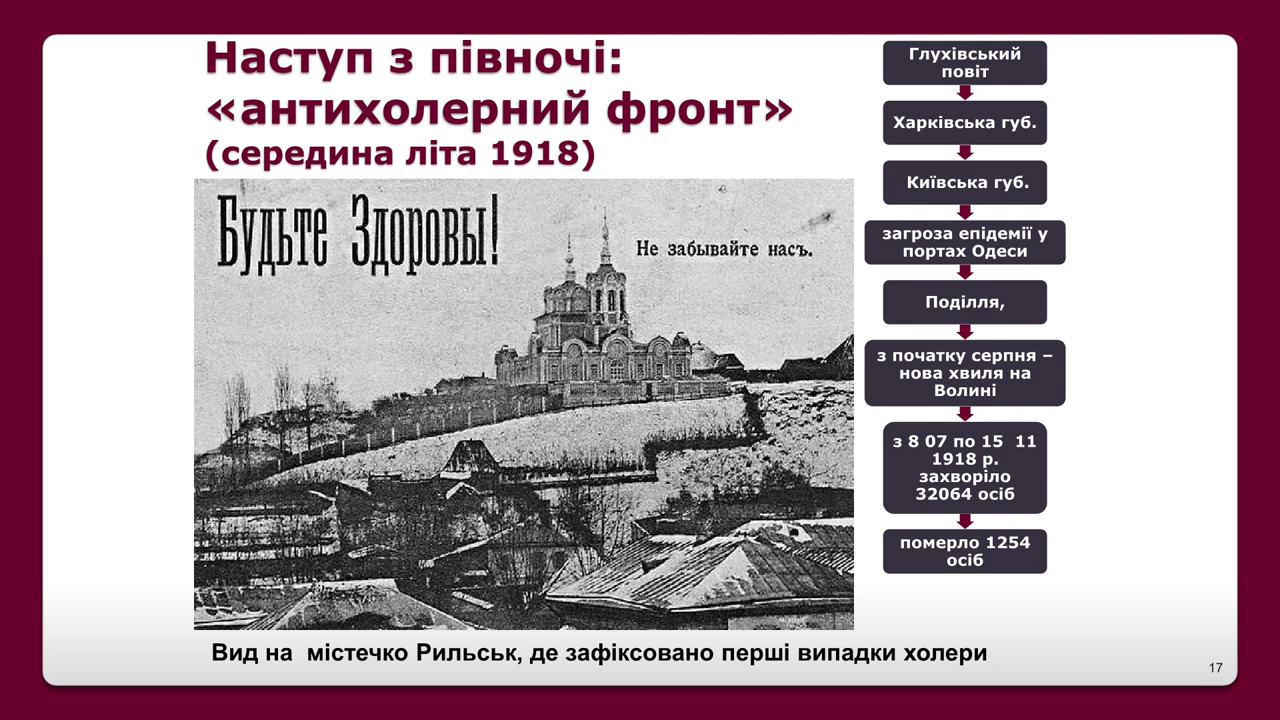 Наступ з півночі:
«антихолерний фронт»
(середина літа 1918)
Будьте Здоровы!
Не забывайте насъ.
Вид на  містечко Рильськ, де зафіксовано перші випадки холери
Глухівський
повіт
Харківська губ.
Київська губ.
загроза епідемії у
портах Одеси
Поділля,
з початку серпня –
нова хвиля на
Волині
з 8 07 по 15  11
1918 р.
захворіло
32064 осіб
померло 1254
осіб
17